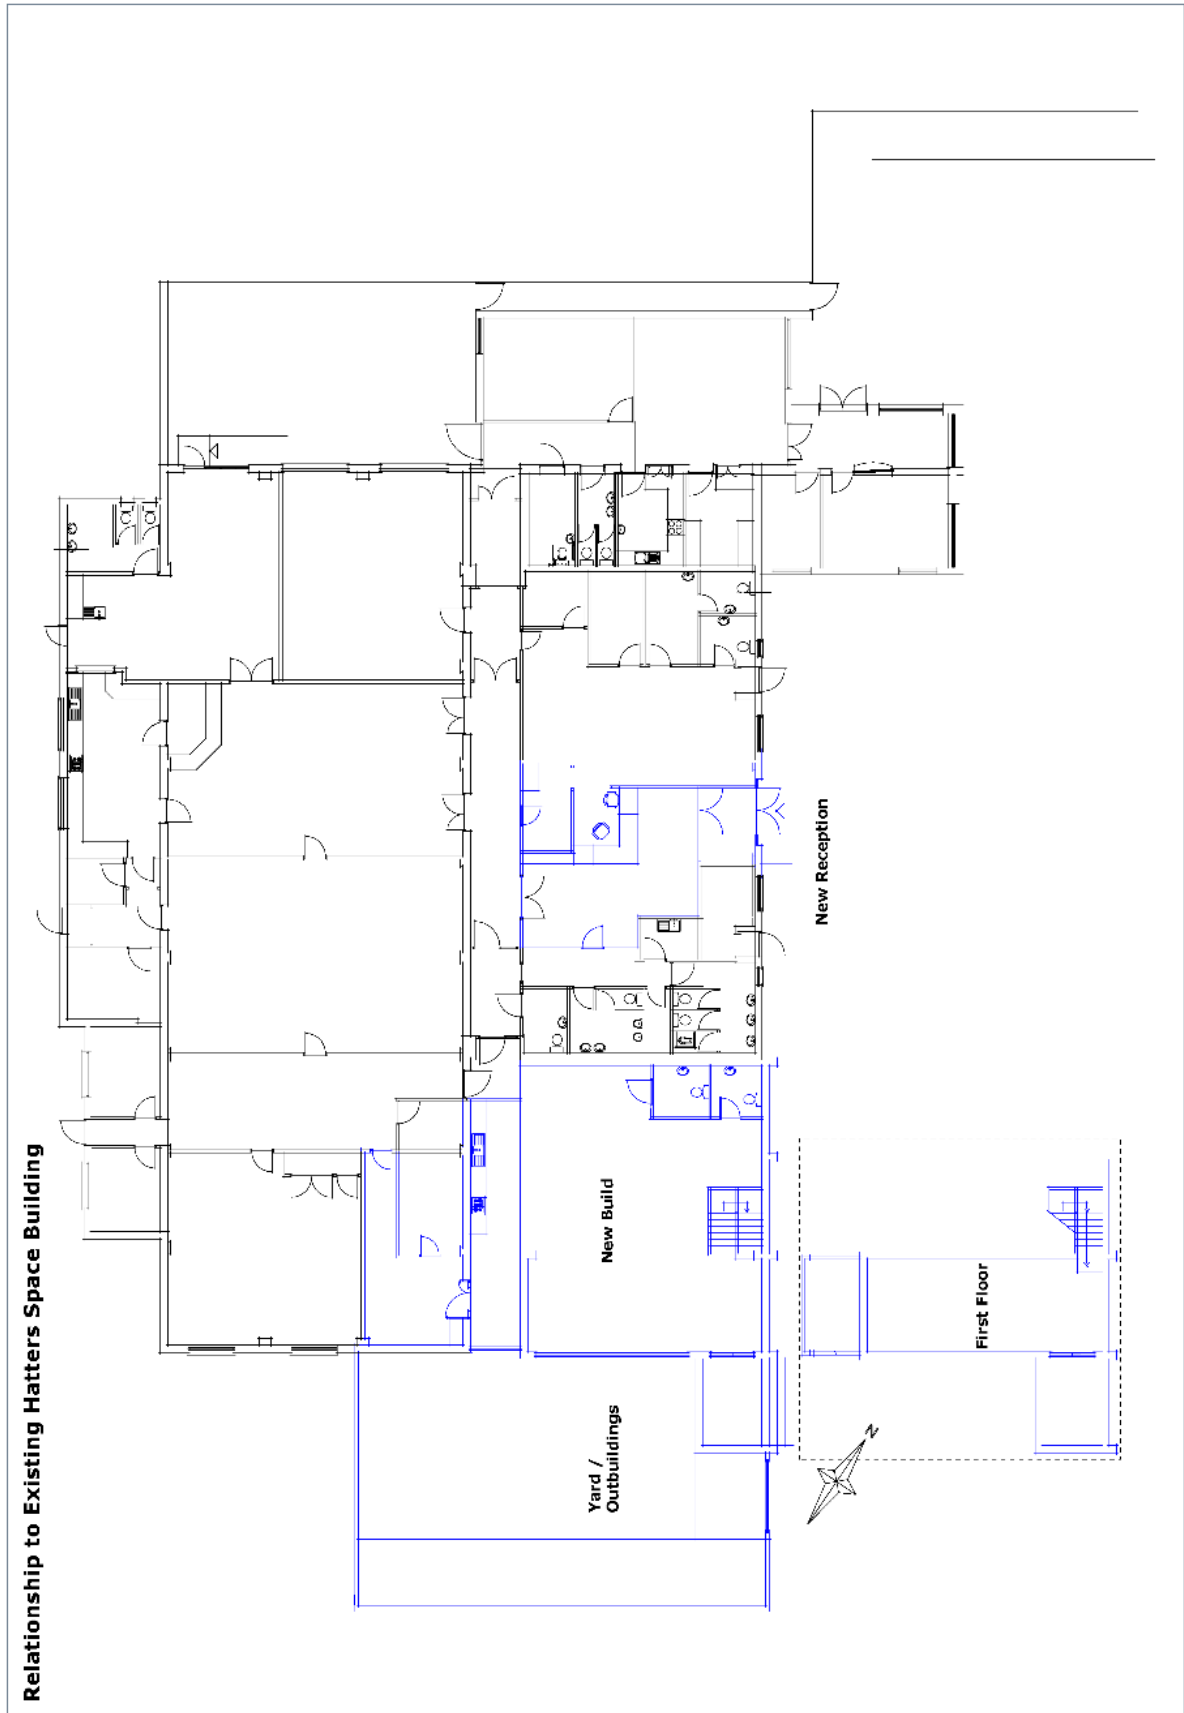 Relationship to Existing Hatters Space Building
Yard /
Outbuildings
New Build
New Reception
First Floor
N